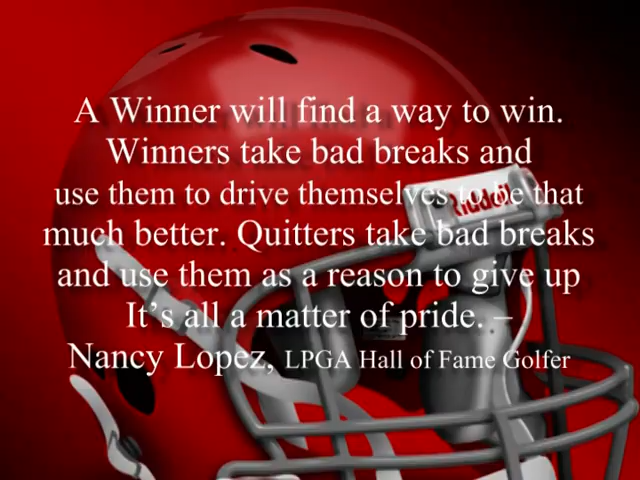 A Winner will find a way to win.
Winners take bad breaks and
use them to drive themselves to be that
much better. Quitters take bad breaks
and use them as a reason to give up
It's all a matter of pride. –
Nancy Lopez, LPGA Hall of Fame Golfer
Riddell